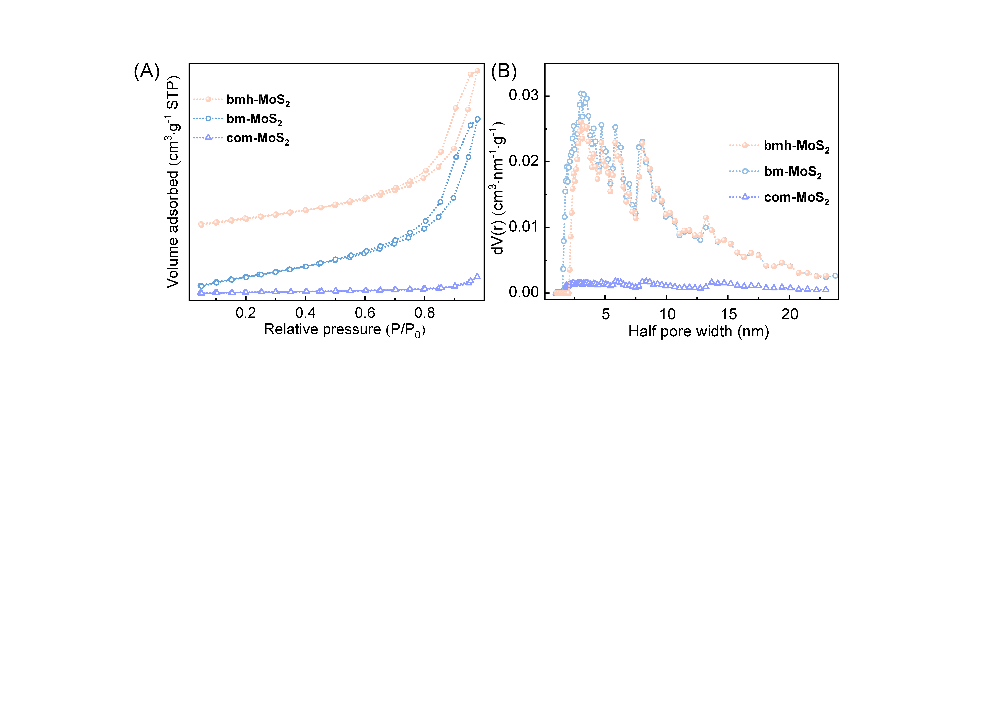 (A)
Volume adsorbed (cm³·g⁻¹ STP)
bmh-MoS₂
bm-MoS₂
com-MoS₂
0.2 0.4 0.6 0.8
Relative pressure (P/P₀)
(B)
dV(r) (cm³·nm⁻¹·g⁻¹)
0.03
0.02
0.01
0.00
bmh-MoS₂
bm-MoS₂
com-MoS₂
5 10 15 20
Half pore width (nm)